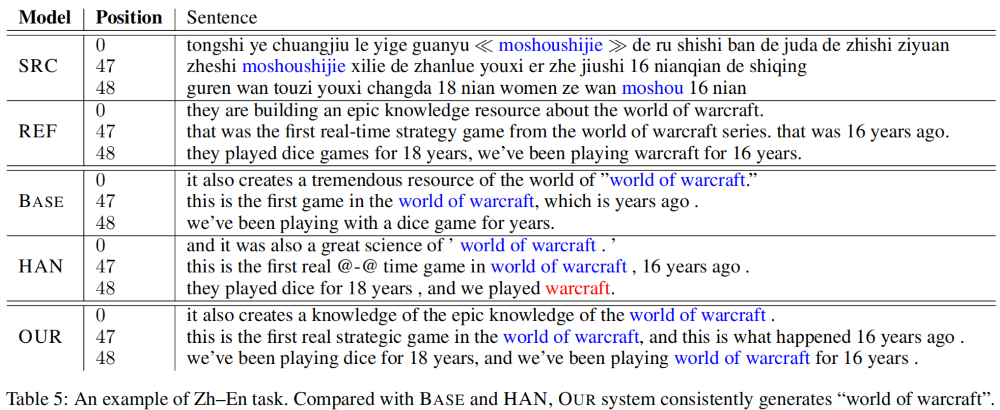 Model Position Sentence
0 tongshi ye chuangjiu le yige guanyu ≪ moshoushijie ≫ de ru shishi ban de juda de zhishi ziyuan
SRC 47 zheshi moshoushijie xilie de zhanlue youxi er zhe jiushi 16 nianqian de shiqing
48 guren wan touzi youxi changda 18 nian women ze wan moshou 16 nian
0 they are building an epic knowledge resource about the world of warcraft.
REF 47 that was the first real-time strategy game from the world of warcraft series. that was 16 years ago.
48 they played dice games for 18 years, we’ve been playing warcraft for 16 years.
0 it also creates a tremendous resource of the world of ”world of warcraft.”
BASE 47 this is the first game in the world of warcraft, which is years ago .
48 we’ve been playing with a dice game for years.
0 and it was also a great science of ’ world of warcraft . ’
HAN 47 this is the first real @-@ time game in world of warcraft , 16 years ago .
48 they played dice for 18 years , and we played warcraft.
0 it also creates a knowledge of the epic knowledge of the world of warcraft .
OUR 47 this is the first real strategic game in the world of warcraft, and this is what happened 16 years ago .
48 we’ve been playing dice for 18 years, and we’ve been playing world of warcraft for 16 years .
Table 5: An example of Zh–En task. Compared with BASE and HAN, OUR system consistently generates “world of warcraft”.